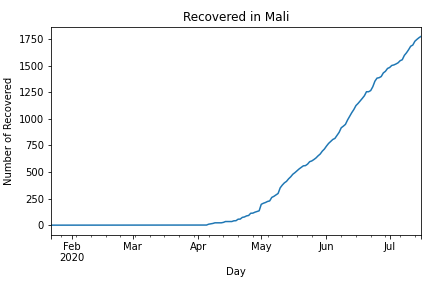 Recovered in Mali
Number of Recovered
1750
1500
1250
1000
750
500
250
0
Feb
2020
Mar
Apr
May
Jun
Jul
Day